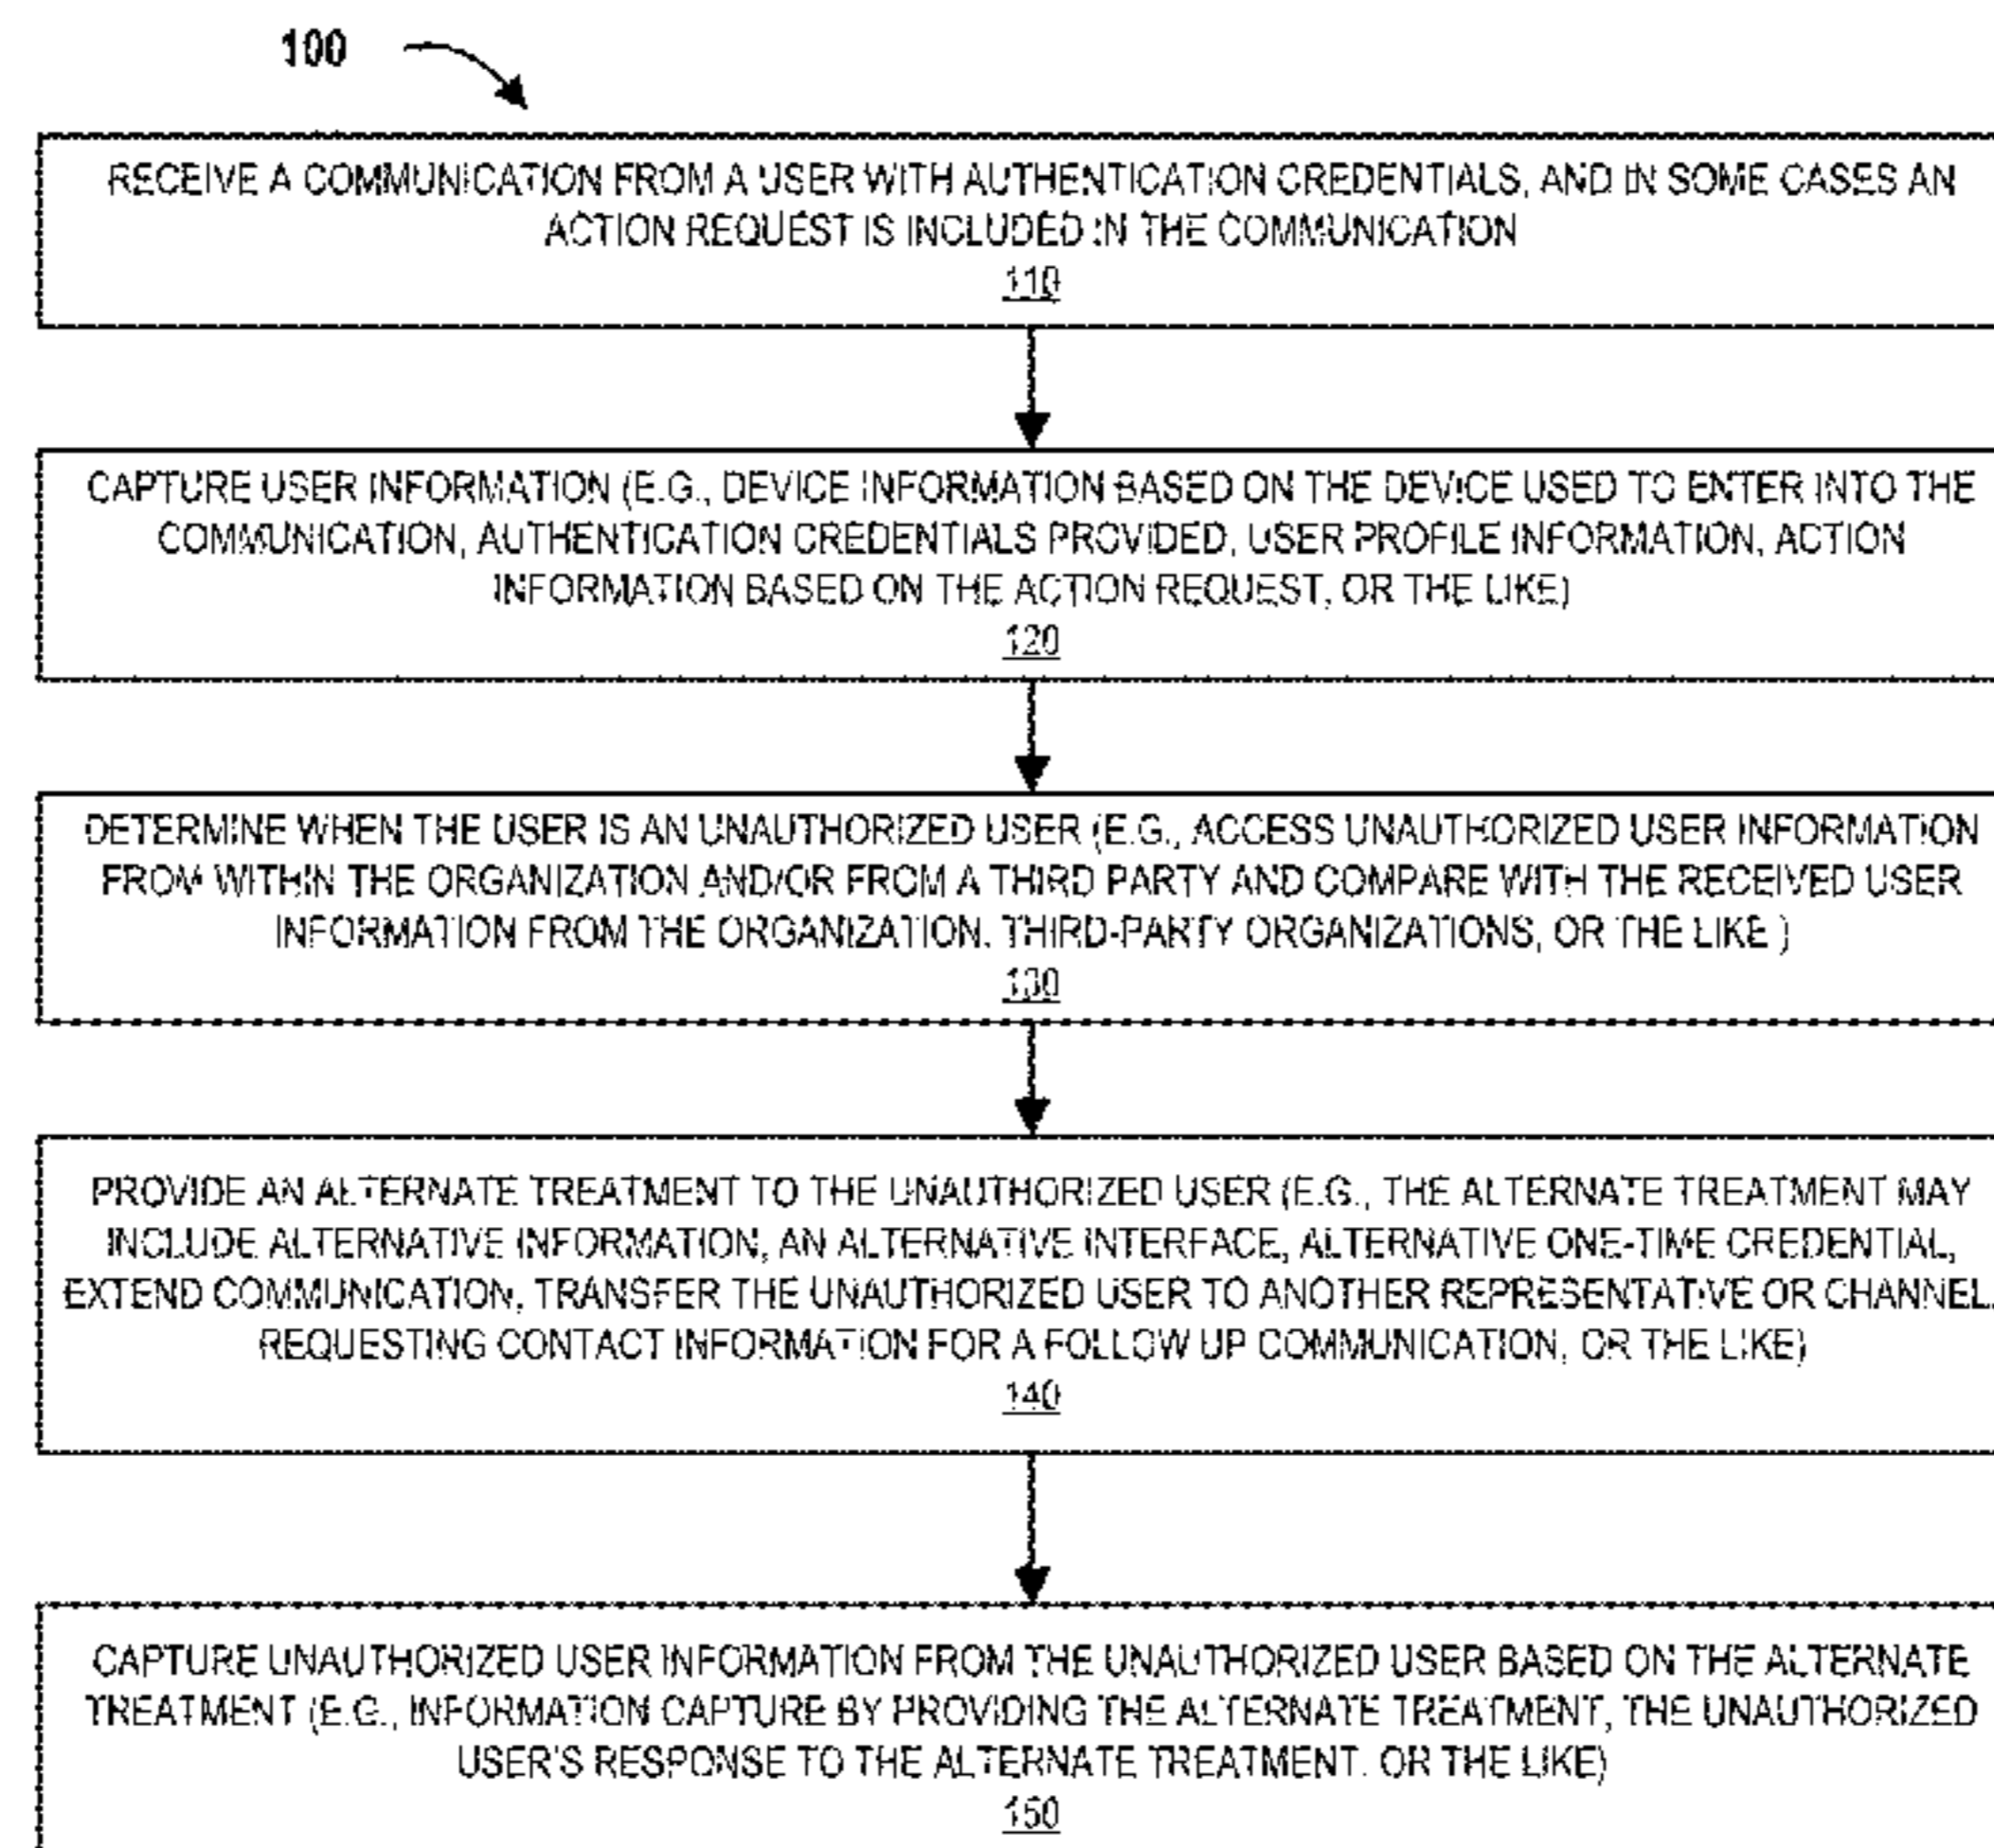 100
RECEIVE A COMMUNICATION FROM A USER WITH AUTHENTICATION CREDENTIALS, AND IN SOME CASES AN
ACTION REQUEST IS INCLUDED IN THE COMMUNICATION
110
CAPTURE USER INFORMATION (E.G., DEVICE INFORMATION BASED ON THE DEVICE USED TO ENTER INTO THE
COMMUNICATION, AUTHENTICATION CREDENTIALS PROVIDED, USER PROFILE INFORMATION, ACTION
INFORMATION BASED ON THE ACTION REQUEST, OR THE LIKE)
120
DETERMINE WHEN THE USER IS AN UNAUTHORIZED USER (E.G., ACCESS UNAUTHORIZED USER INFORMATION
FROM WITHIN THE ORGANIZATION AND/OR FROM A THIRD PARTY AND COMPARE WITH THE RECEIVED USER
INFORMATION FROM THE ORGANIZATION, THIRD-PARTY ORGANIZATIONS, OR THE LIKE )
130
PROVIDE AN ALTERNATE TREATMENT TO THE UNAUTHORIZED USER (E.G., THE ALTERNATE TREATMENT MAY
INCLUDE ALTERNATIVE INFORMATION, AN ALTERNATIVE INTERFACE, ALTERNATIVE ONE-TIME CREDENTIAL,
EXTEND COMMUNICATION, TRANSFER THE UNAUTHORIZED USER TO ANOTHER REPRESENTATIVE OR CHANNEL,
REQUESTING CONTACT INFORMATION FOR A FOLLOW UP COMMUNICATION, OR THE LIKE)
140
CAPTURE UNAUTHORIZED USER INFORMATION FROM THE UNAUTHORIZED USER BASED ON THE ALTERNATE
TREATMENT (E.G., INFORMATION CAPTURE BY PROVIDING THE ALTERNATE TREATMENT, THE UNAUTHORIZED
USER'S RESPONSE TO THE ALTERNATE TREATMENT, OR THE LIKE)
150